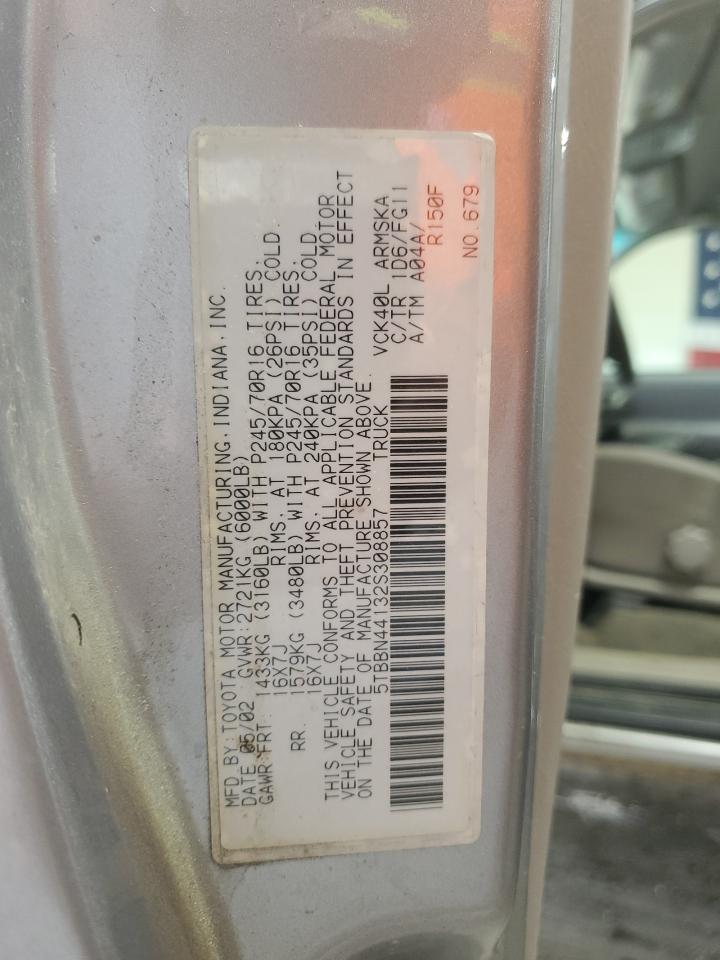 MFD BY:TOYOTA MOTOR MANUFACTURING,INDIANA,INC.
DATE 05/02 GVWR:2721KG (6000LB)
GAWR:FRT. 1433KG (3160LB) WITH P245/70R16 TIRES,
16X7J RIMS, AT 180KPA (26PSI) COLD
RR. 1579KG (3480LB) WITH P245/70R16 TIRES,
16X7J RIMS, AT 240KPA (35PSI) COLD
THIS VEHICLE CONFORMS TO ALL APPLICABLE FEDERAL MOTOR
VEHICLE SAFETY AND THEFT PREVENTION STANDARDS IN EFFECT
ON THE DATE OF MANUFACTURE SHOWN ABOVE.
5TBBN44132S308857 TRUCK
VCK40L ARMSKA
C/TR 1D6/FG11
A/TM A04A/
R150F
NO.679